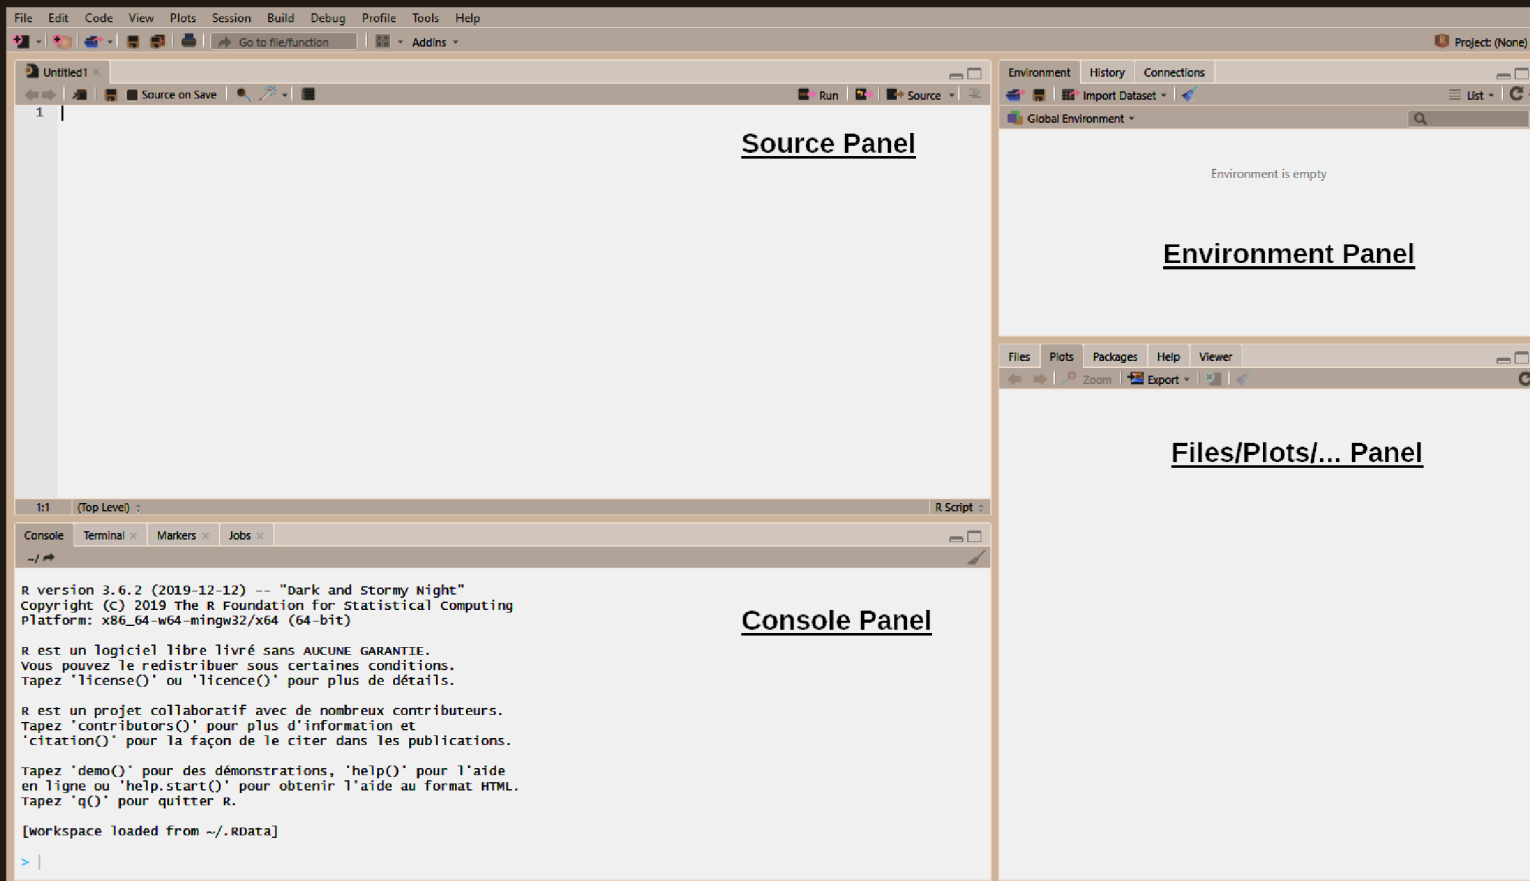 File Edit Code View Plots Session Build Debug Profile Tools Help
Go to file/function Addins
Project: (None)
Untitled1
Source on Save Run Source
1
Source Panel
1:1 (Top Level) R Script
Console Terminal Markers Jobs
~/
R version 3.6.2 (2019-12-12) -- "Dark and Stormy Night"
Copyright (C) 2019 The R Foundation for Statistical Computing
Platform: x86_64-w64-mingw32/x64 (64-bit)
R est un logiciel libre livré sans AUCUNE GARANTIE.
Vous pouvez le redistribuer sous certaines conditions.
Tapez 'license()' ou 'licence()' pour plus de détails.
R est un projet collaboratif avec de nombreux contributeurs.
Tapez 'contributors()' pour plus d'information et
'citation()' pour la façon de le citer dans les publications.
Tapez 'demo()' pour des démonstrations, 'help()' pour l'aide
en ligne ou 'help.start()' pour obtenir l'aide au format HTML.
Tapez 'q()' pour quitter R.
[Workspace loaded from ~/.RData]
>
Console Panel
Environment History Connections
Import Dataset List
Global Environment
Environment is empty
Environment Panel
Files Plots Packages Help Viewer
Zoom Export
Files/Plots/... Panel